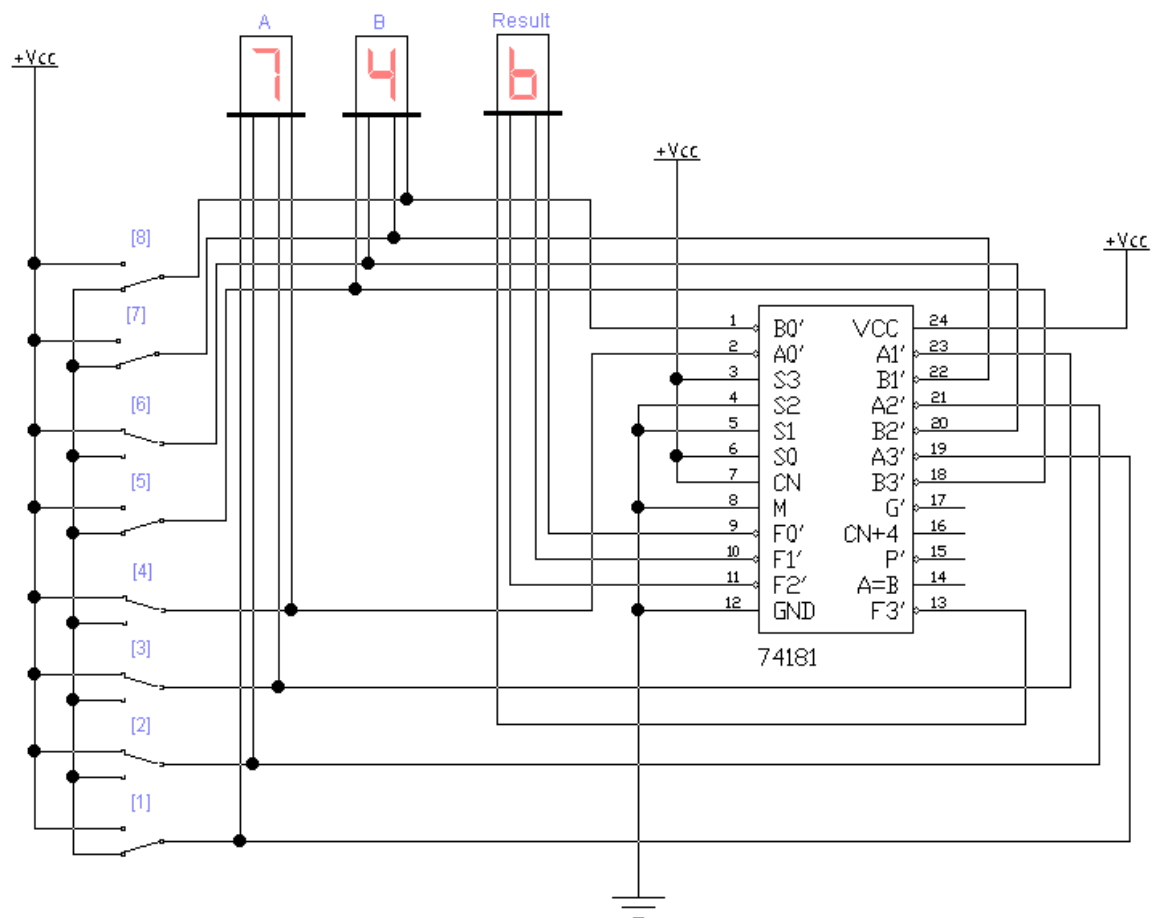 A B Result
+Vcc
7 4 6
+Vcc
+Vcc
[8]
[7]
[6]
[5]
[4]
[3]
[2]
[1]
1 B0' VCC 24
2 A0' A1' 23
3 S3 B1' 22
4 S2 A2' 21
5 S1 B2' 20
6 S0 A3' 19
7 CN B3' 18
8 M G' 17
9 F0' CN+4 16
10 F1' P' 15
11 F2' A=B 14
12 GND F3' 13
74181